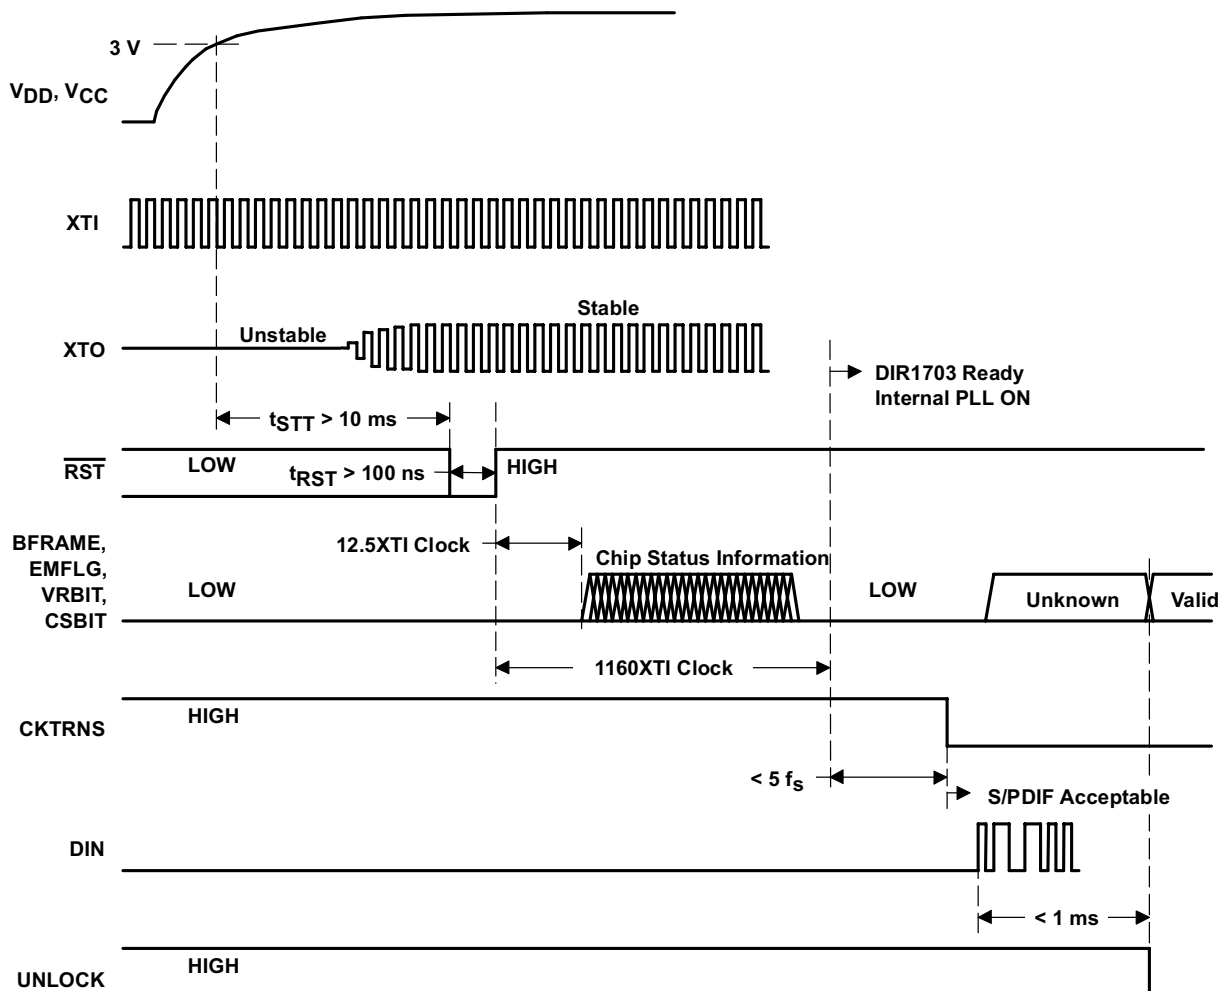 3 V
VDD, VCC
XTI
Stable
Unstable
XTO
DIR1703 Ready
Internal PLL ON
tSTT > 10 ms
RST
LOW
tRST > 100 ns
HIGH
12.5XTI Clock
BFRAME,
EMFLG,
VRBIT,
CSBIT
LOW
Chip Status Information
LOW
Unknown
Valid
1160XTI Clock
CKTRNS
HIGH
< 5 fs
S/PDIF Acceptable
DIN
< 1 ms
UNLOCK
HIGH